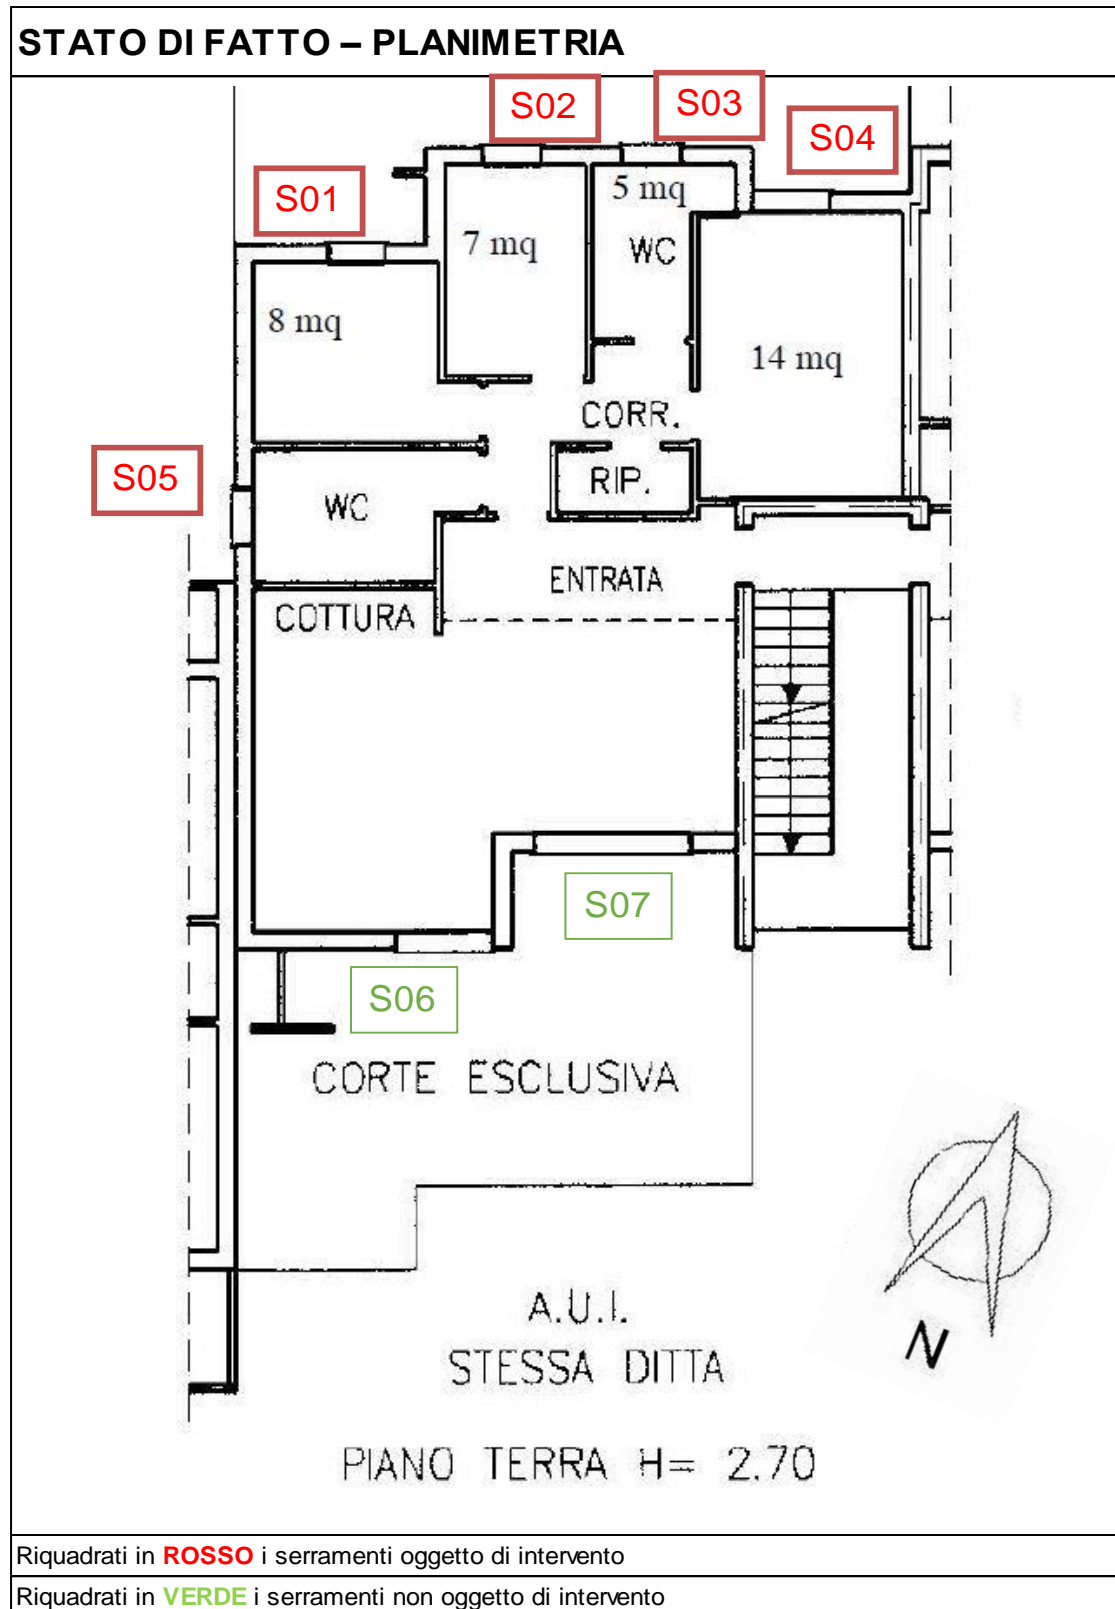 STATO DI FATTO – PLANIMETRIA
S02
S03
S04
S01
5 mq
7 mq
WC
8 mq
14 mq
CORR.
S05
RIP.
WC
ENTRATA
COTTURA
S07
S06
CORTE ESCLUSIVA
A.U.I.
STESSA DITTA
N
PIANO TERRA H= 2.70
Riquadrati in ROSSO i serramenti oggetto di intervento
Riquadrati in VERDE i serramenti non oggetto di intervento